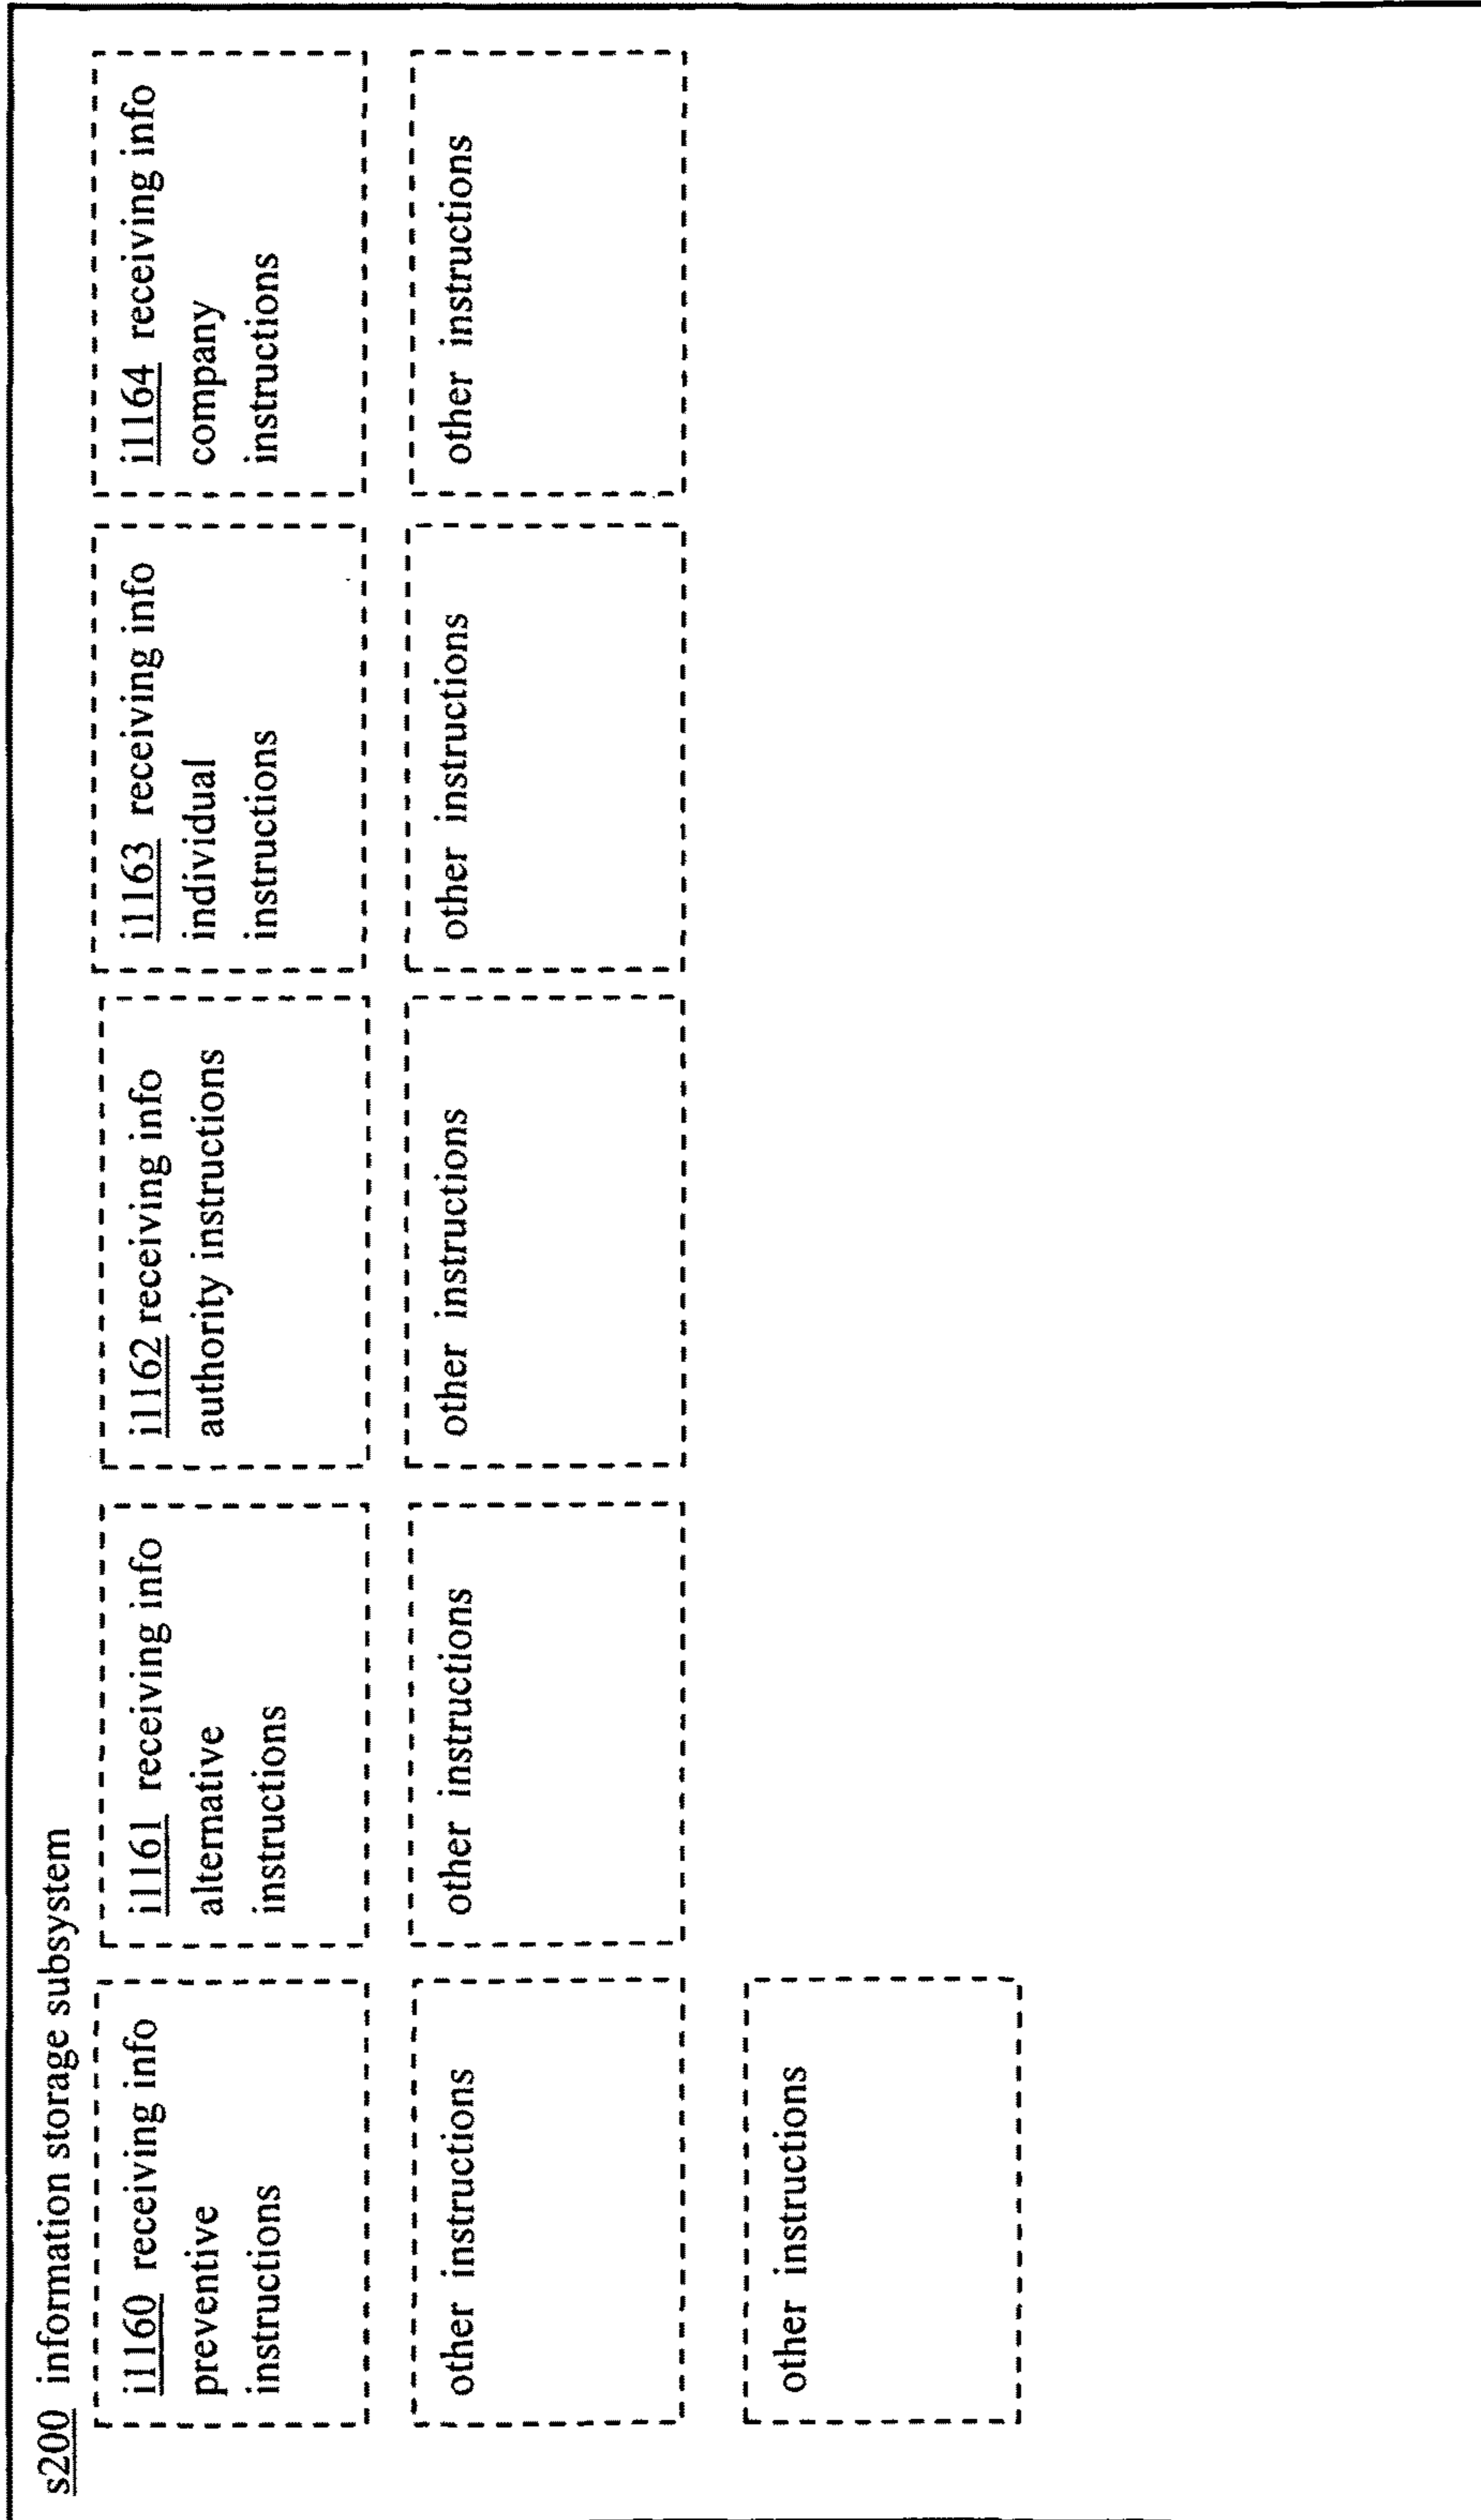 s200 information storage subsystem
i1160 receiving info
preventive
instructions
i1161 receiving info
alternative
instructions
i1162 receiving info
authority instructions
i1163 receiving info
individual
instructions
i1164 receiving info
company
instructions
other instructions
other instructions
other instructions
other instructions
other instructions
other instructions